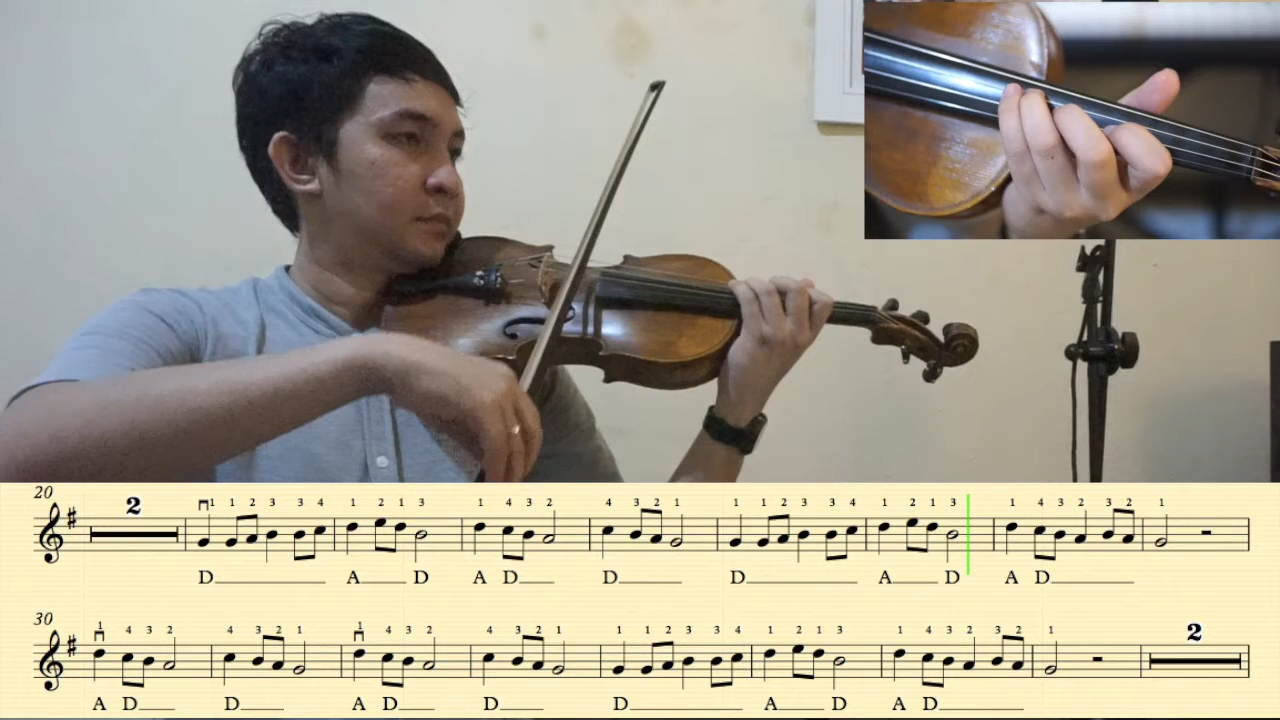 20 2 1 1 2 3 3 4 1 2 1 3 1 4 3 2 4 3 2 1 1 1 2 3 3 4 1 2 1 3 1 4 3 2 3 2 1
D A D A D D D A D A D
30 1 4 3 2 4 3 2 1 1 4 3 2 4 3 2 1 1 1 2 3 3 4 1 2 1 3 1 4 3 2 3 2 1 2
A D D A D D D A D A D